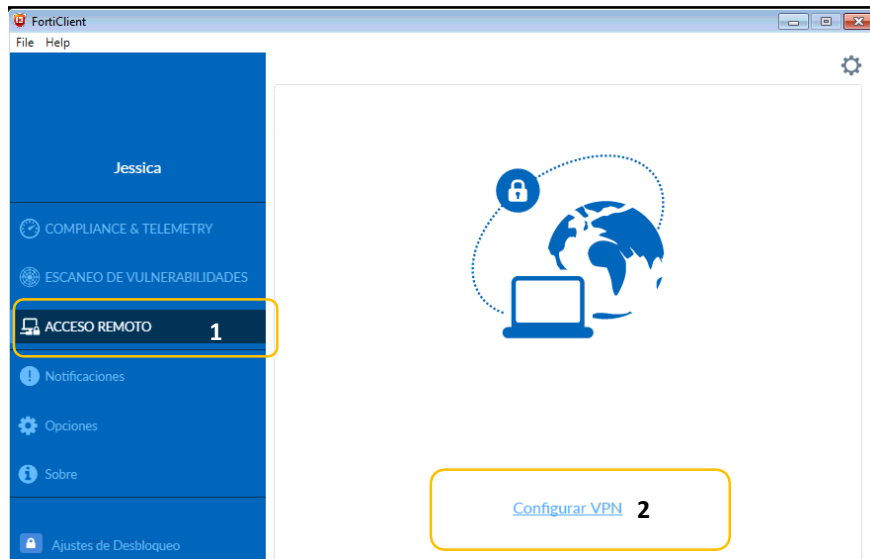 FortiClient
File Help
Jessica
COMPLIANCE & TELEMETRY
ESCANEO DE VULNERABILIDADES
ACCESO REMOTO 1
Notificaciones
Opciones
Sobre
Ajustes de Desbloqueo
Configurar VPN 2